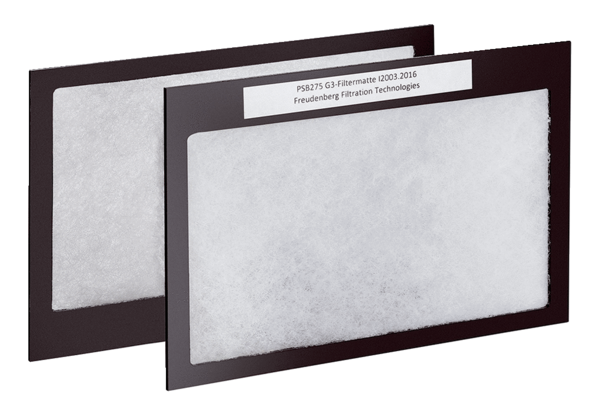 PSB275 G3-Filtermatte I2003.2016
Freudenberg Filtration Technologies